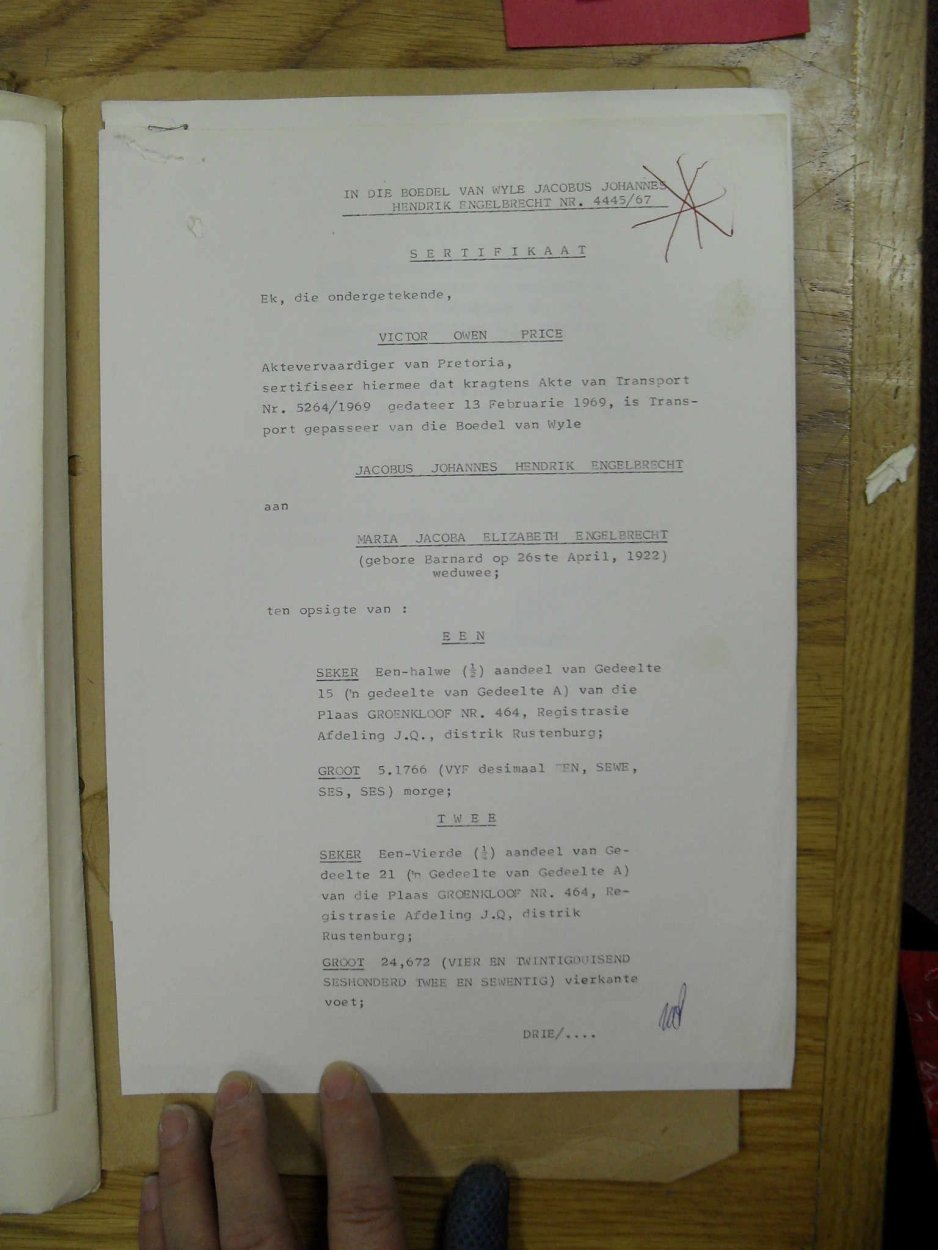 IN DIE BOEDEL VAN WYLE JACOBUS JOHANNES
HENDRIK ENGELBRECHT NR. 4445/67
S E R T I F I K A A T
Ek, die ondergetekende,
VICTOR OWEN PRICE
Aktevervaardiger van Pretoria,
sertifiseer hiermee dat kragtens Akte van Transport
Nr. 5264/1969 gedateer 13 Februarie 1969, is Trans-
port gepasseer van die Boedel van Wyle
JACOBUS JOHANNES HENDRIK ENGELBRECHT
aan
MARIA JACOBA ELIZABETH ENGELBRECHT
(gebore Barnard op 26ste April, 1922)
weduwee;
ten opsigte van :
E E N
SEKER Een-halwe (½) aandeel van Gedeelte
15 ('n gedeelte van Gedeelte A) van die
Plaas GROENKLOOF NR. 464, Registrasie
Afdeling J.Q., distrik Rustenburg;
GROOT 5.1766 (VYF desimaal EEN, SEWE,
SES, SES) morge;
T W E E
SEKER Een-Vierde (¼) aandeel van Ge-
deelte 21 ('n Gedeelte van Gedeelte A)
van die Plaas GROENKLOOF NR. 464, Re-
gistrasie Afdeling J.Q, distrik
Rustenburg;
GROOT 24,672 (VIER EN TWINTIGDUISEND
SESHONDERD TWEE EN SEWENTIG) vierkante
voet;
DRIE/....